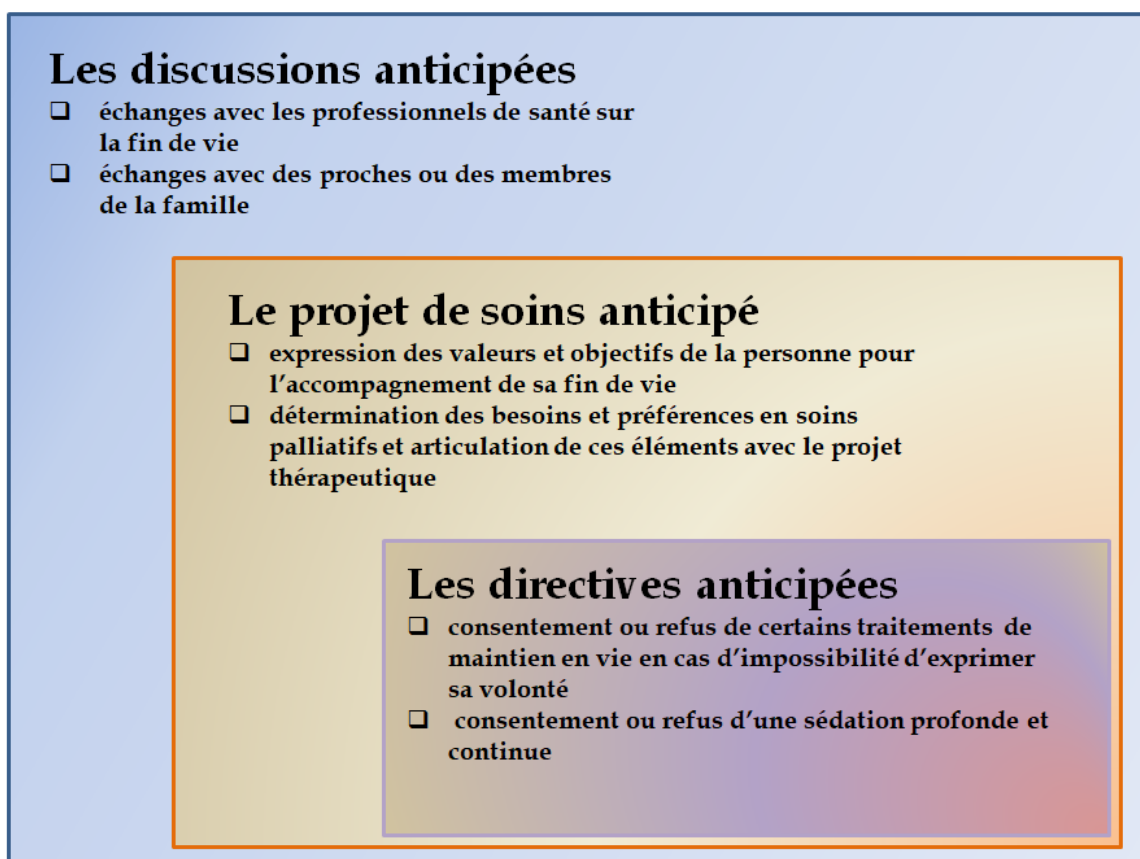 Les discussions anticipées
❑ échanges avec les professionnels de santé sur
la fin de vie
❑ échanges avec des proches ou des membres
de la famille
Le projet de soins anticipé
❑ expression des valeurs et objectifs de la personne pour
l’accompagnement de sa fin de vie
❑ détermination des besoins et préférences en soins
palliatifs et articulation de ces éléments avec le projet
thérapeutique
Les directives anticipées
❑ consentement ou refus de certains traitements de
maintien en vie en cas d’impossibilité d’exprimer
sa volonté
❑ consentement ou refus d’une sédation profonde et
continue